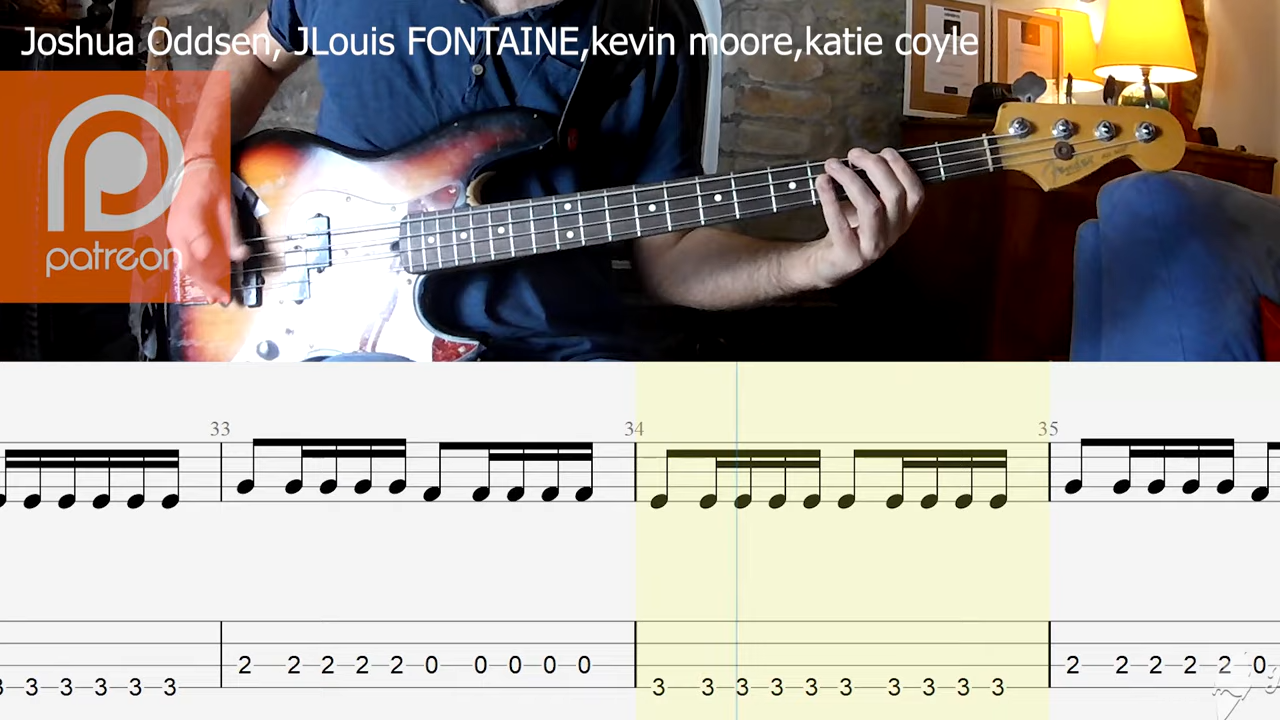 Joshua Oddsen, JLouis FONTAINE,kevin moore,katie coyle
patreon
33 34 35
3 3 3 3 3 3 2 2 2 2 2 0 0 0 0 0 3 3 3 3 3 3 3 3 3 3 2 2 2 2 2 0